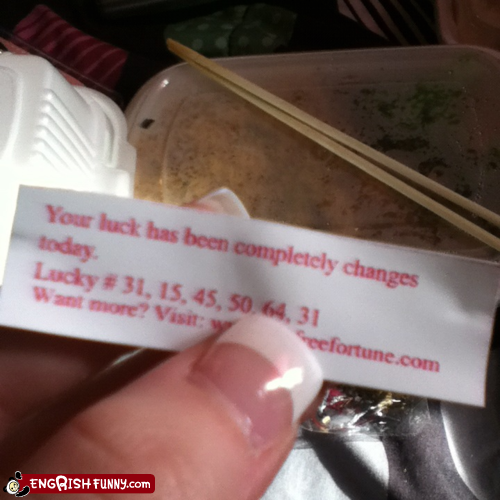 Your luck has been completely changes
today.
Lucky # 31, 15, 45, 50, 64, 31
Want more? Visit: freefortune.com
ENGRISHFUNNY.COM